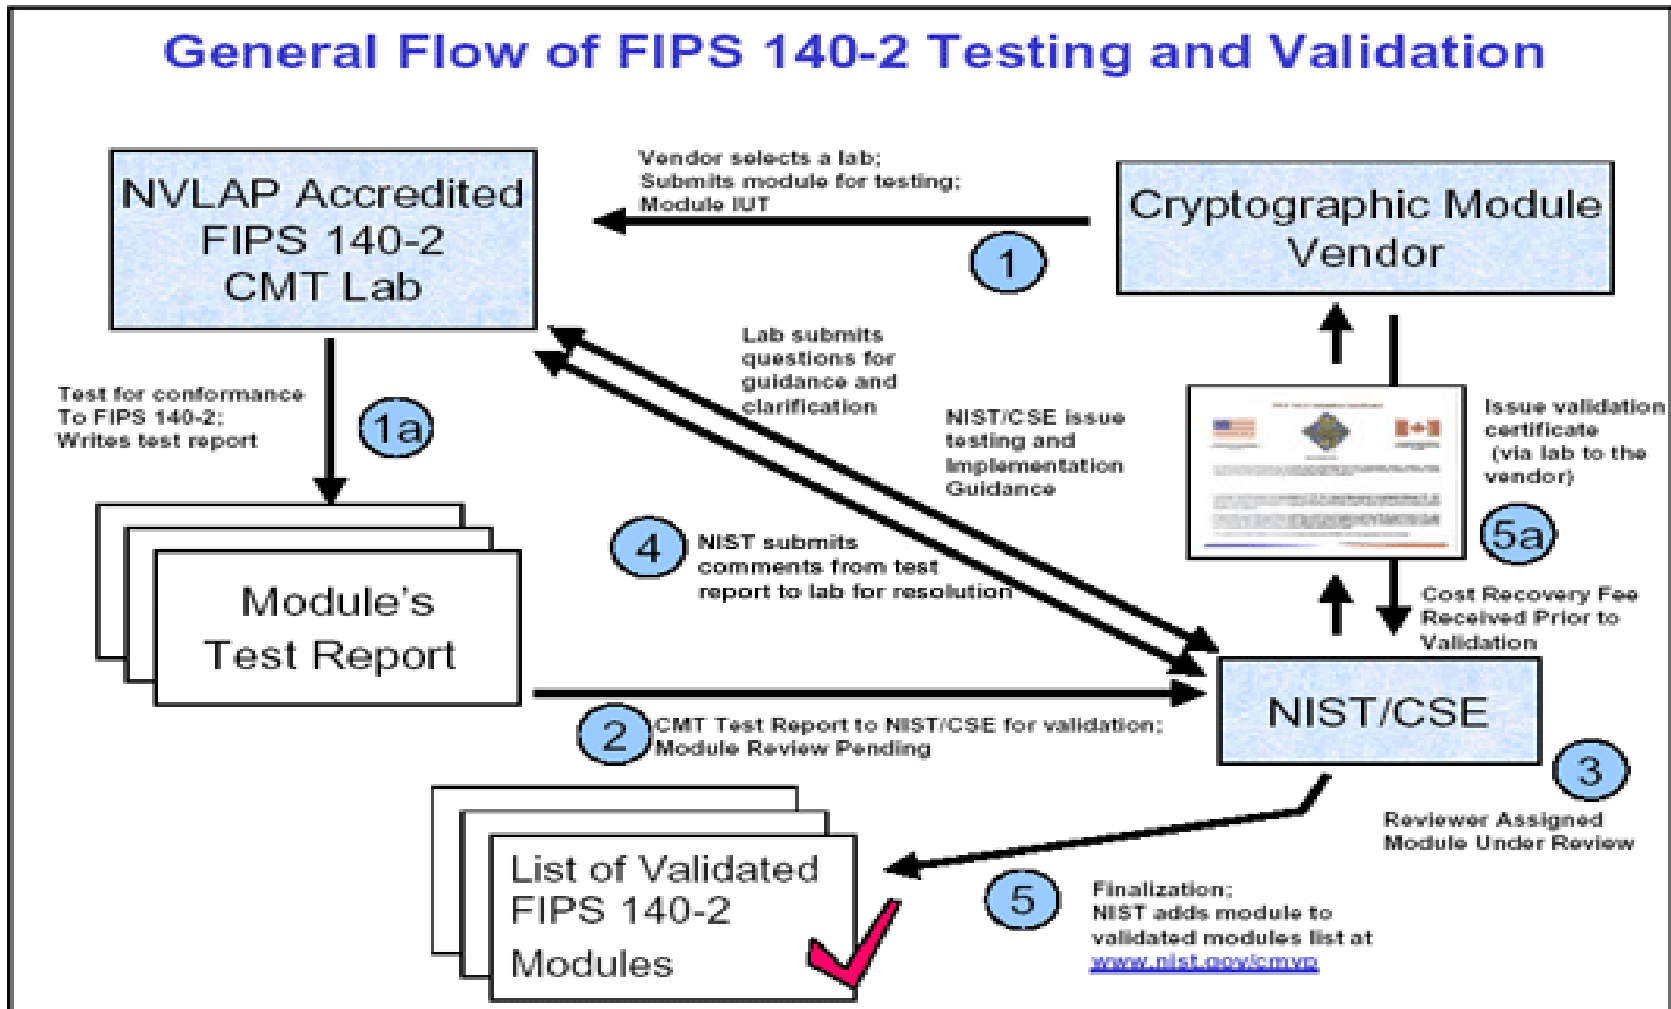 General Flow of FIPS 140-2 Testing and Validation
NVLAP Accredited
FIPS 140-2
CMT Lab
Vendor selects a lab;
Submits module for testing;
Module IUT
1
Cryptographic Module
Vendor
Test for conformance
To FIPS 140-2;
Writes test report
1a
Lab submits
questions for
guidance and
clarification
NIST/CSE issue
testing and
Implementation
Guidance
Issue validation
certificate
(via lab to the
vendor)
5a
4
NIST submits
comments from test
report to lab for resolution
Cost Recovery Fee
Received Prior to
Validation
Module's
Test Report
NIST/CSE
2
CMT Test Report to NIST/CSE for validation;
Module Review Pending
3
Reviewer Assigned
Module Under Review
List of Validated
FIPS 140-2
Modules
5
Finalization;
NIST adds module to
validated modules list at
www.nist.gov/cmvp